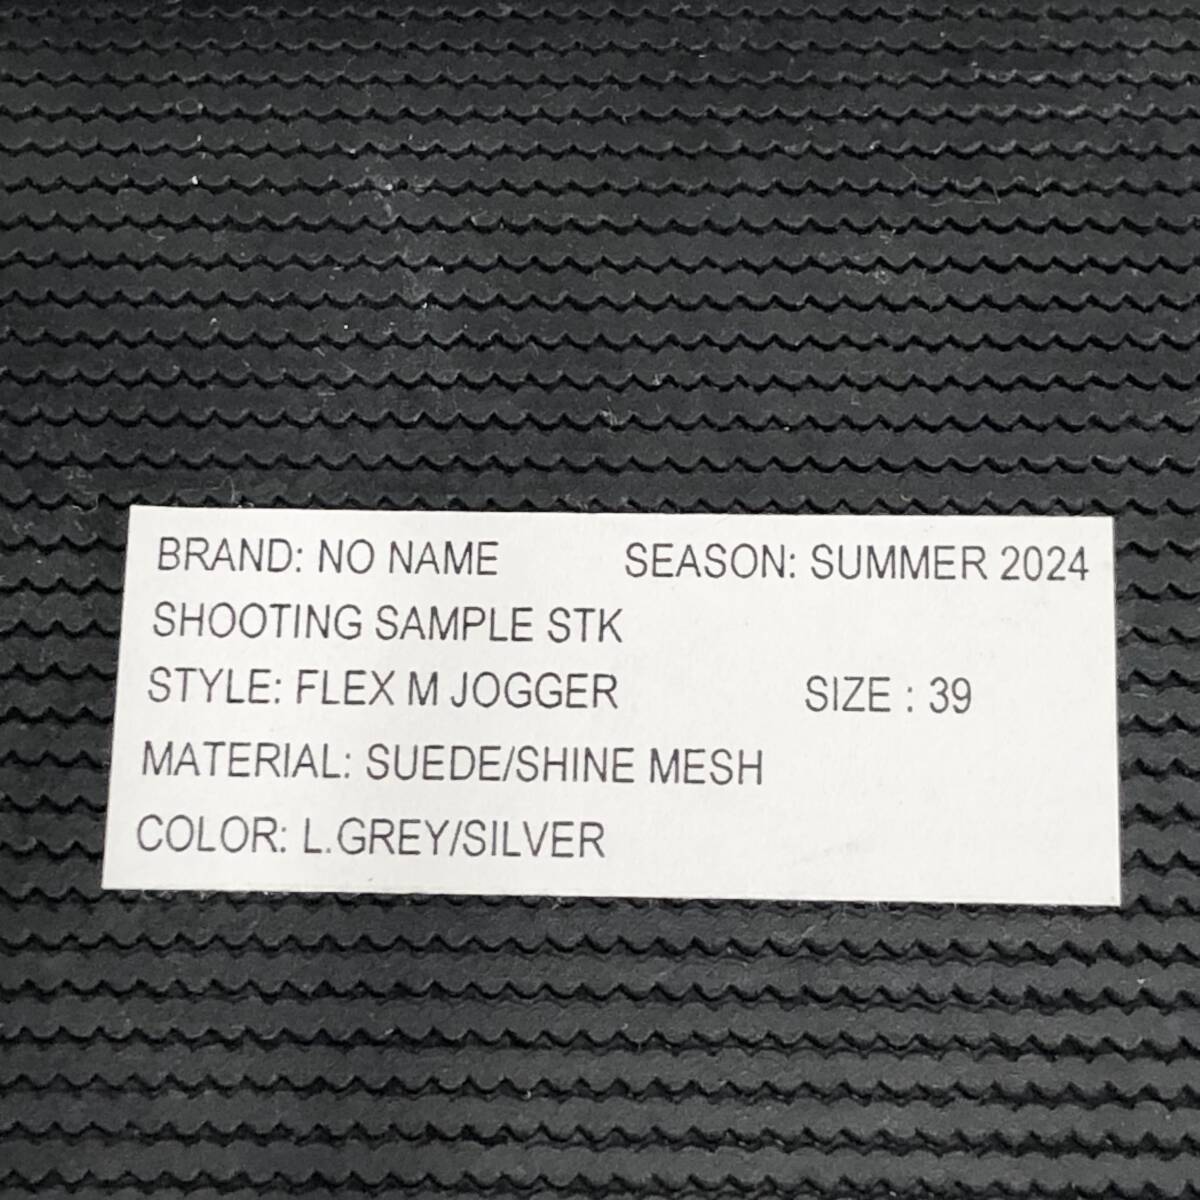 BRAND: NO NAME SEASON: SUMMER 2024
SHOOTING SAMPLE STK
STYLE: FLEX M JOGGER SIZE : 39
MATERIAL: SUEDE/SHINE MESH
COLOR: L.GREY/SILVER